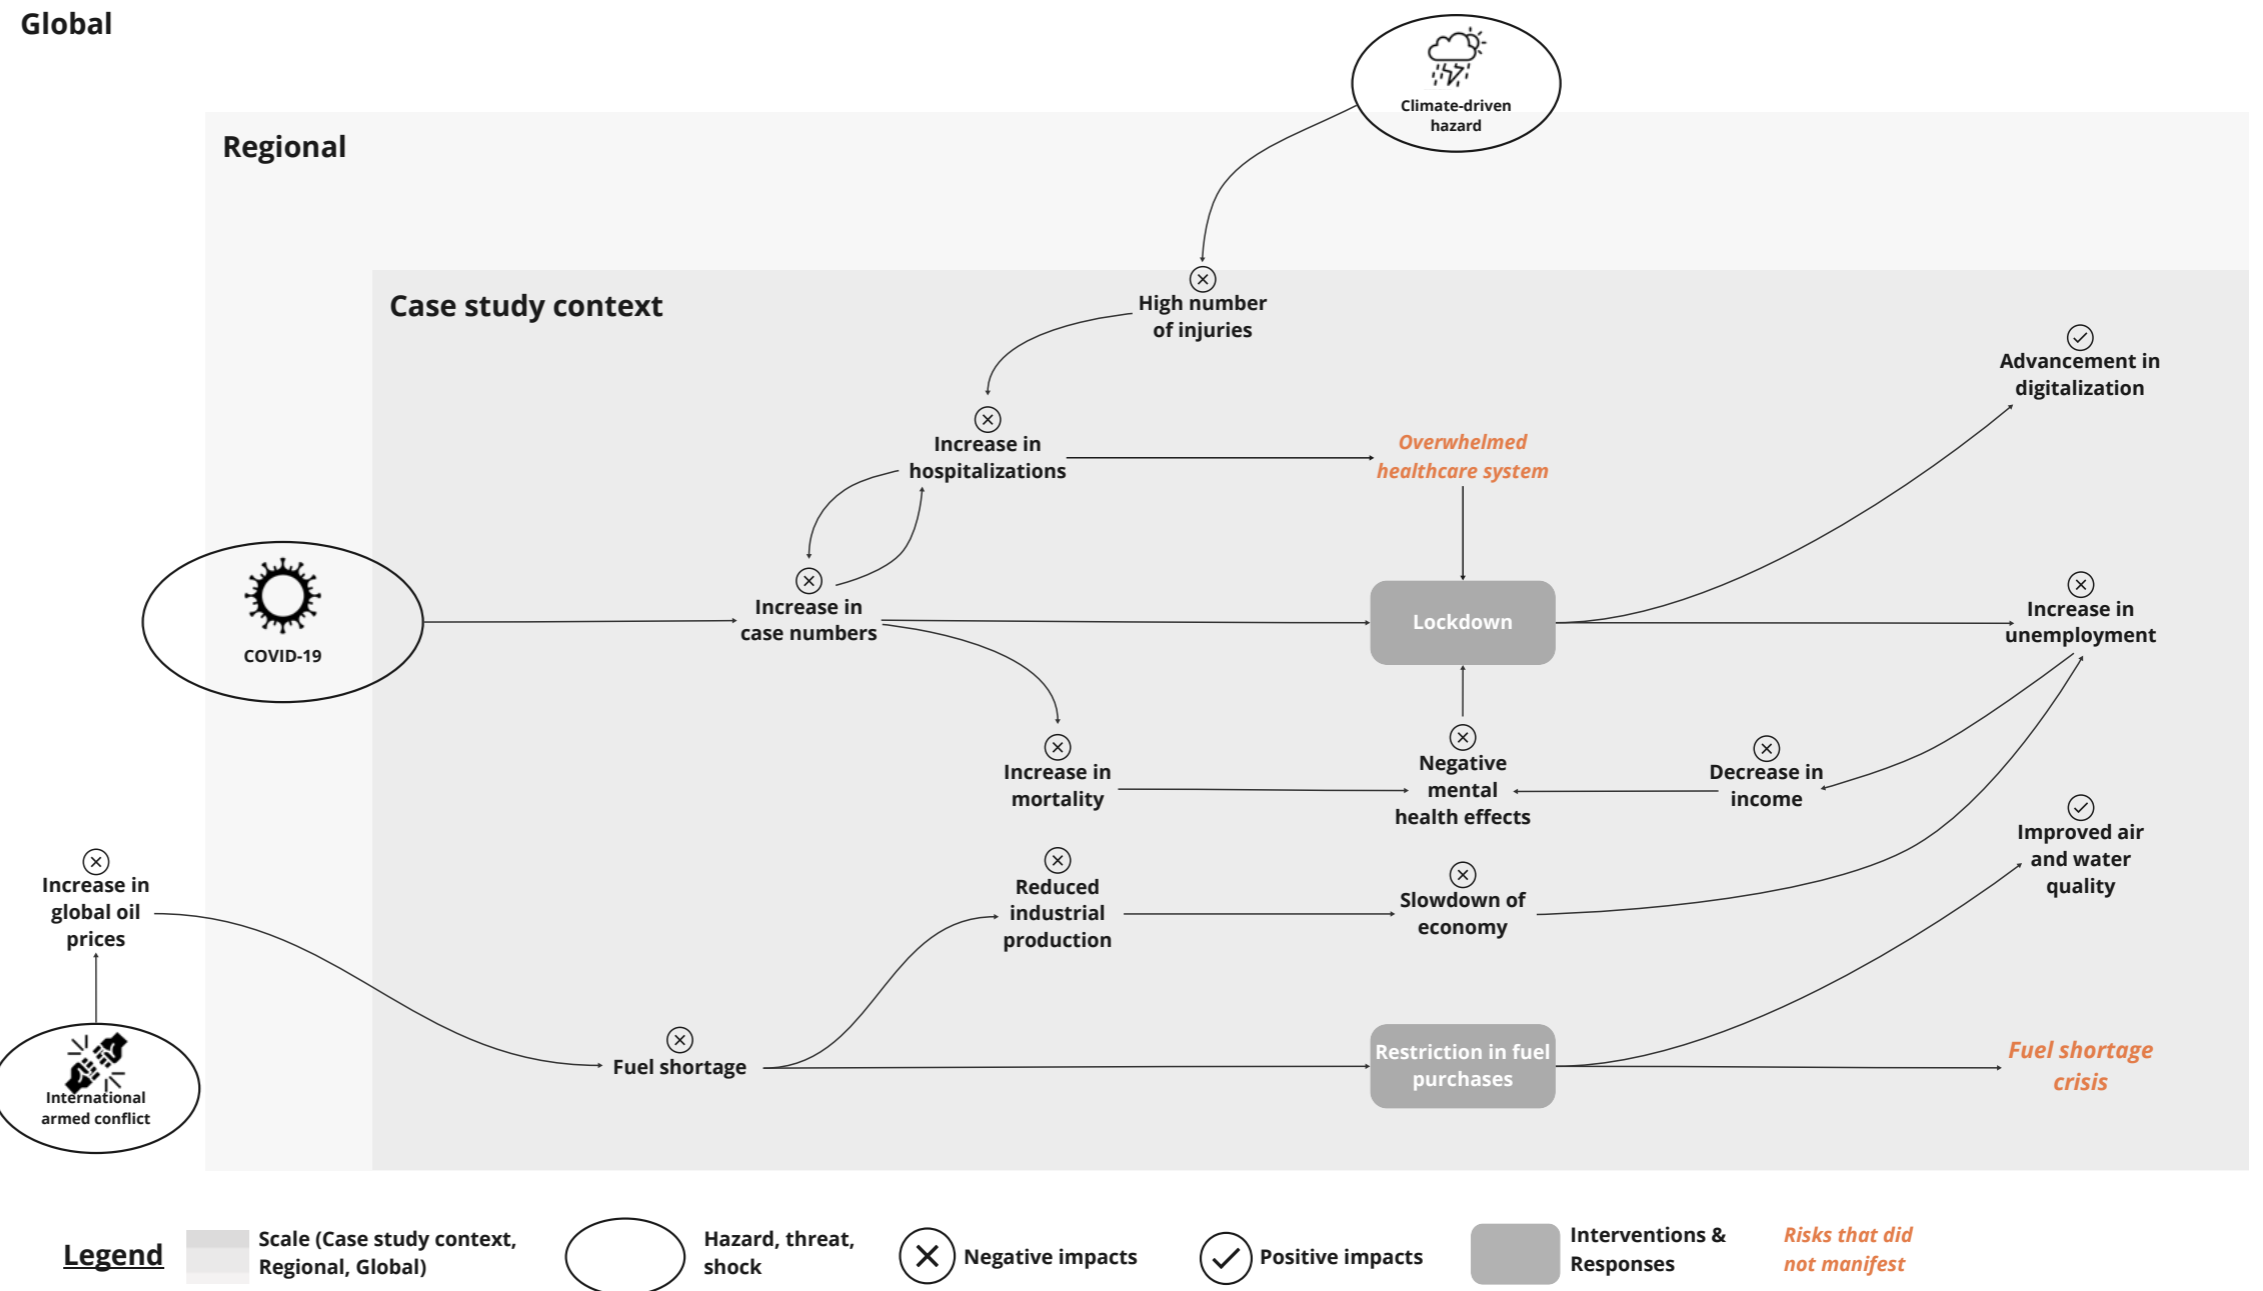 Global
Climate-driven
hazard
Regional
Case study context
High number
of injuries
Advancement in
digitalization
Increase in
hospitalizations
Overwhelmed
healthcare system
COVID-19
Increase in
case numbers
Lockdown
Increase in
unemployment
Increase in
mortality
Negative
mental
health effects
Decrease in
income
Improved air
and water
quality
Increase in
global oil
prices
Reduced
industrial
production
Slowdown of
economy
International
armed conflict
Fuel shortage
Restriction in fuel
purchases
Fuel shortage
crisis
Legend
Scale (Case study context,
Regional, Global)
Hazard, threat,
shock
Negative impacts
Positive impacts
Interventions &
Responses
Risks that did
not manifest